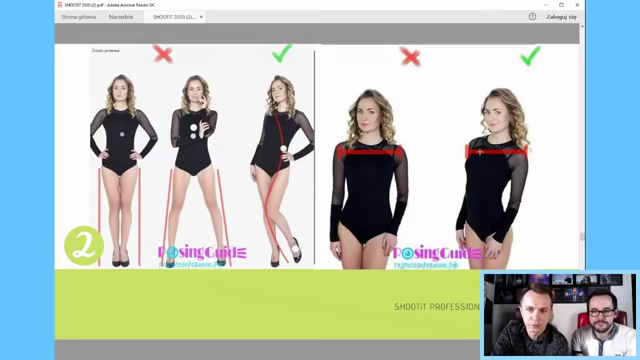 SHOOTiT 2020 (2).pdf - Adobe Acrobat Reader DC
Strona główna
Narzędzia
SHOOTiT 2020 (2)...
Zaloguj się
PosingGuide
PosingGuide
2
SHOOTiT PROFESSION